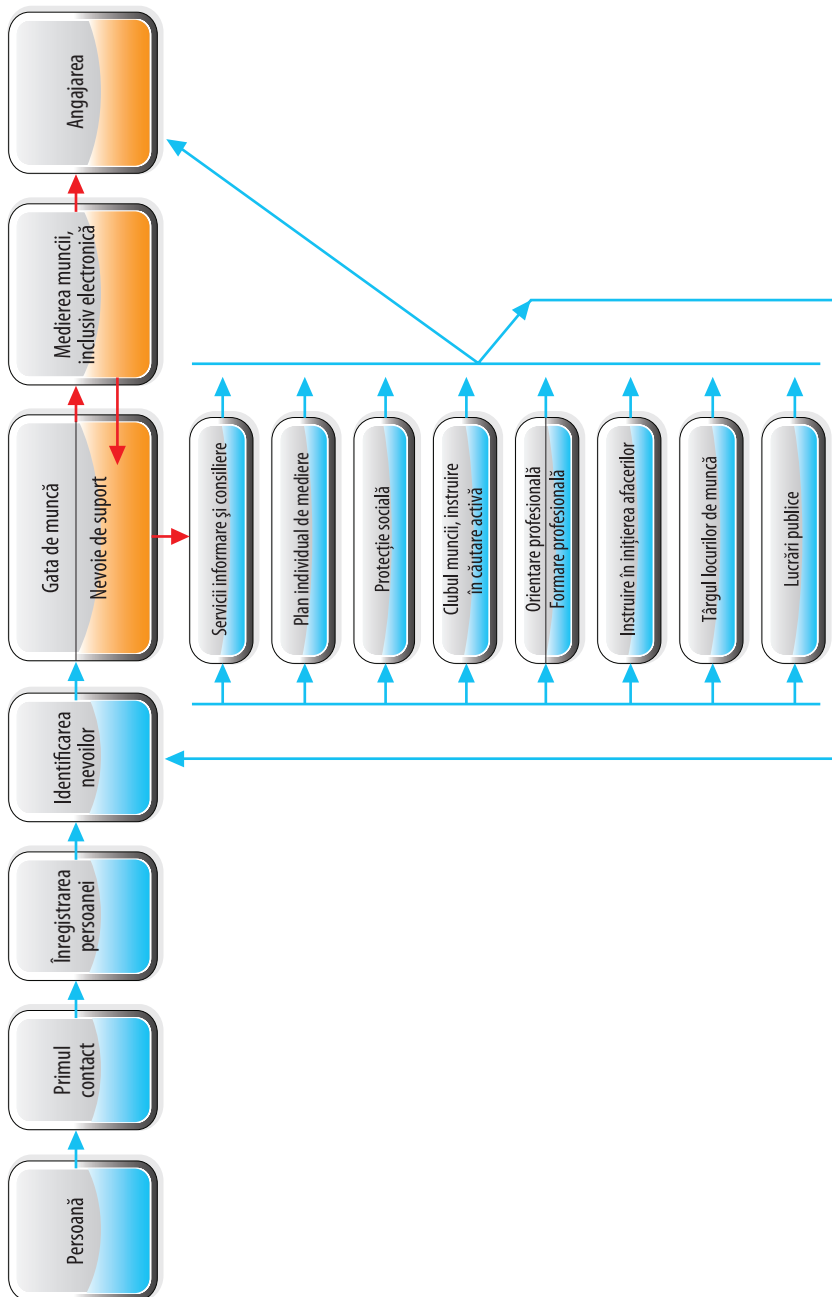 Persoană
Primul
contact
Înregistrarea
persoanei
Identificarea
nevoilor
Gata de muncă
Nevoie de suport
Medierea muncii,
inclusiv electronică
Angajarea
Servicii informare şi consiliere
Plan individual de mediere
Protecție socială
Clubul muncii, instruire
în căutare activă
Orientare profesională
Formare profesională
Instruire în inițierea afacerilor
Târgul locurilor de muncă
Lucrări publice